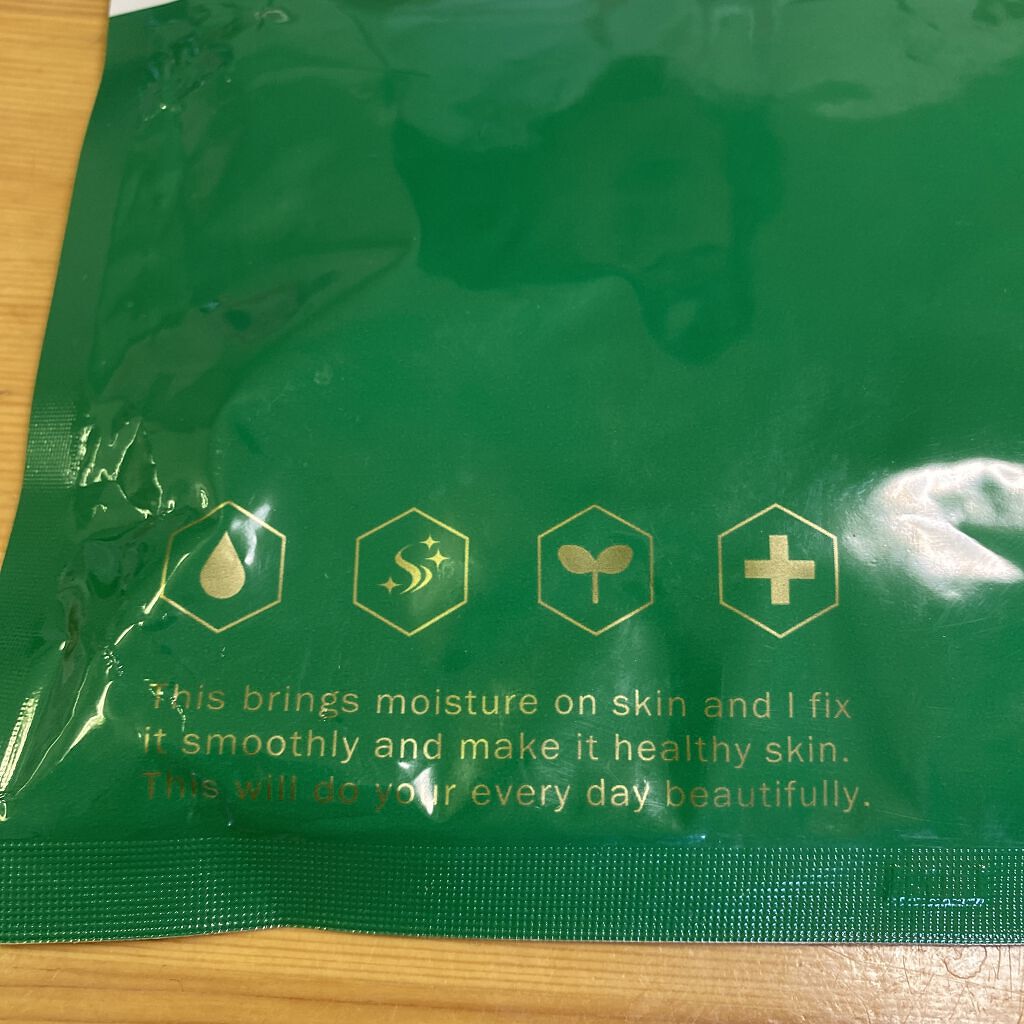 This brings moisture on skin and I fix
it smoothly and make it healthy skin.
This will do your every day beautifully.